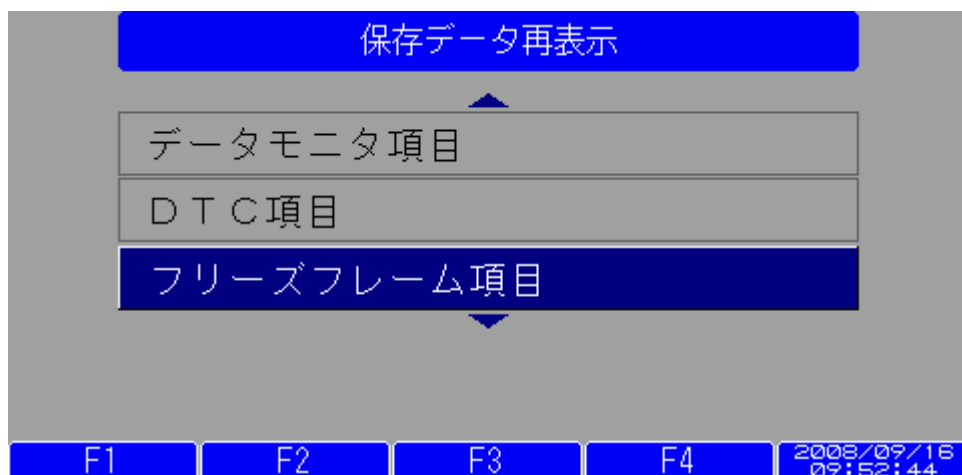 保存データ再表示
データモニタ項目
DTC項目
フリーズフレーム項目
F1 F2 F3 F4 2008/09/16
09:52:44